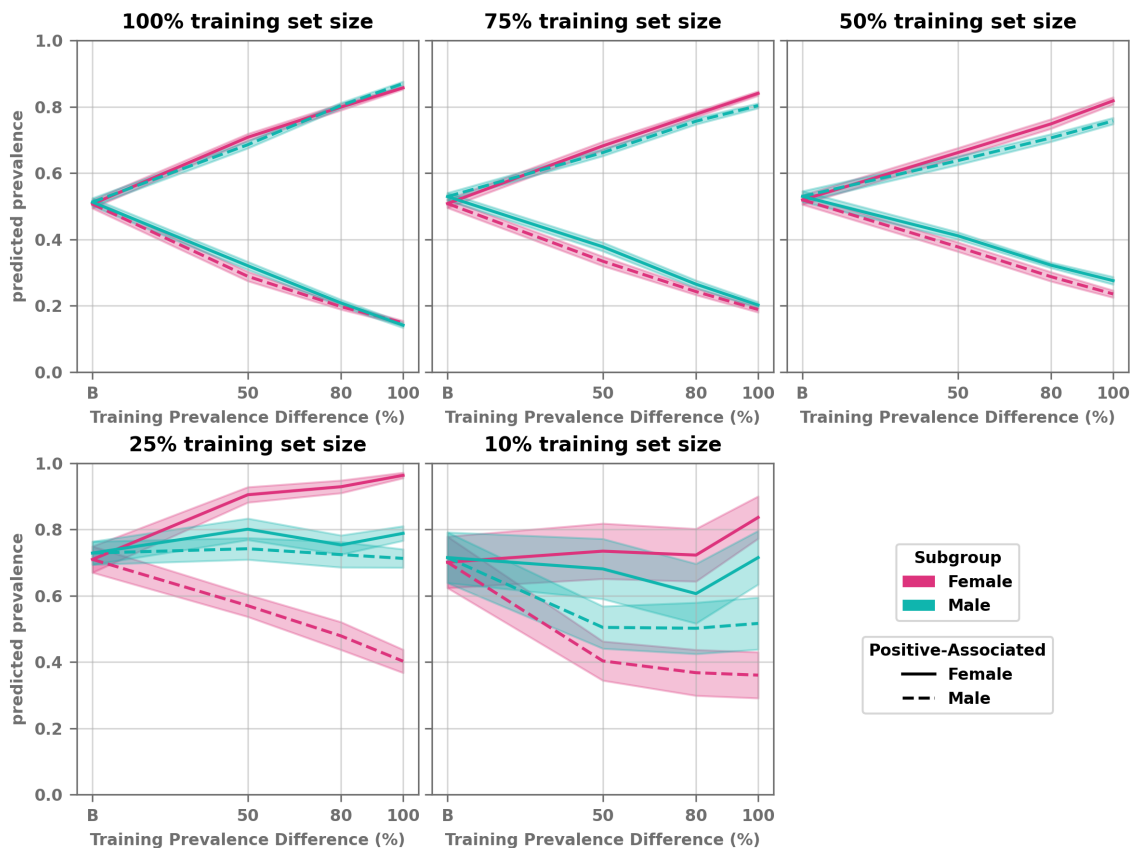 100% training set size
75% training set size
50% training set size
1.0
0.8
0.6
0.4
0.2
0.0
predicted prevalence
B 50 80 100
B 50 80 100
B 50 80 100
Training Prevalence Difference (%)
Training Prevalence Difference (%)
Training Prevalence Difference (%)
25% training set size
10% training set size
1.0
0.8
0.6
0.4
0.2
0.0
predicted prevalence
B 50 80 100
B 50 80 100
Training Prevalence Difference (%)
Training Prevalence Difference (%)
Subgroup
Female
Male
Positive-Associated
Female
Male